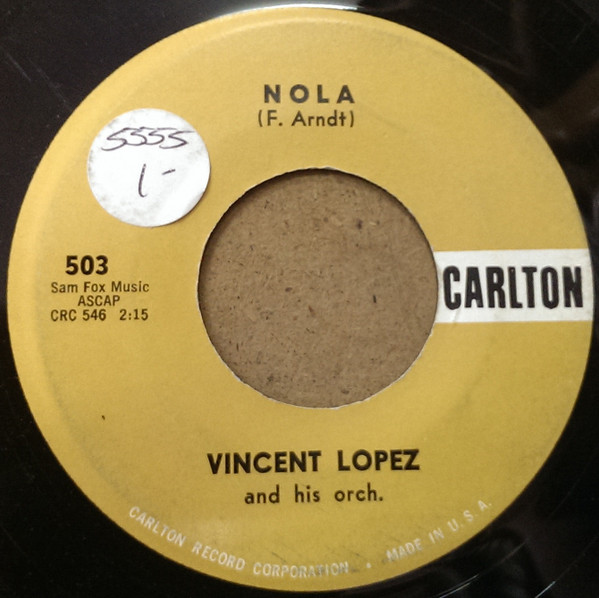 NOLA
(F. Arndt)
5555
1-
503
Sam Fox Music
ASCAP
CRC 546 2:15
CARLTON
VINCENT LOPEZ
and his orch.
CARLTON RECORD CORPORATION • MADE IN U.S.A.